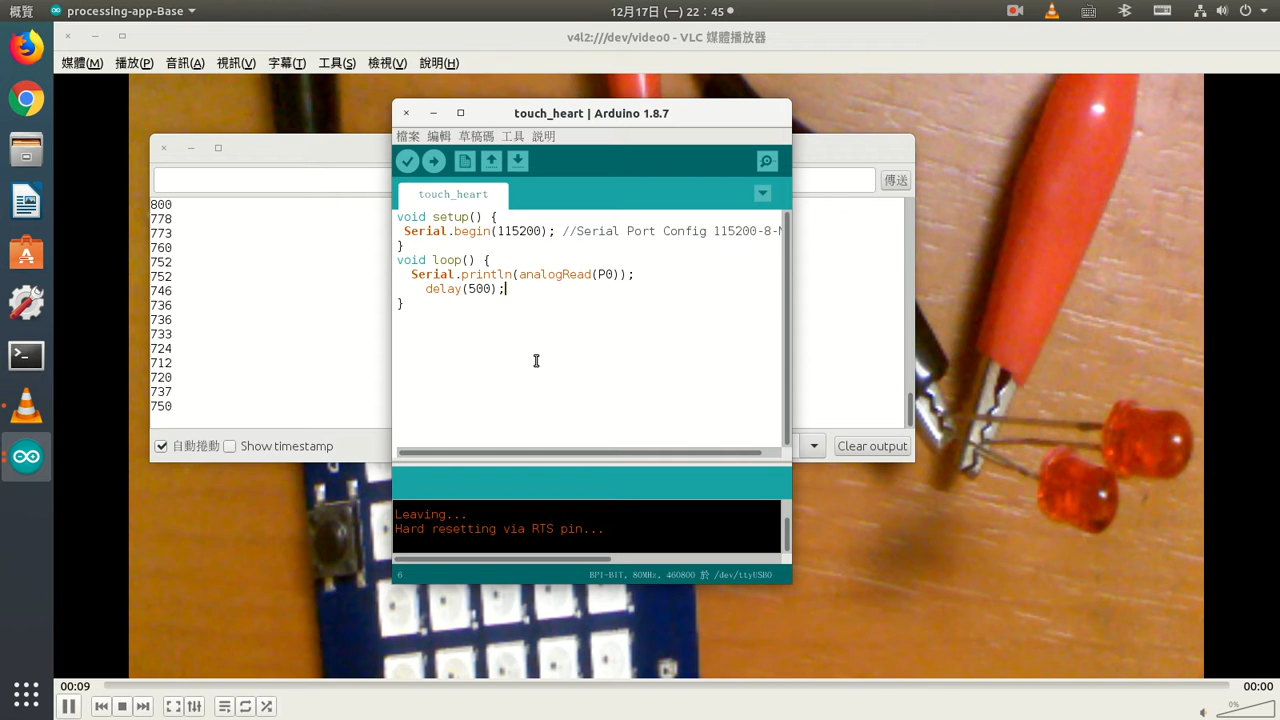 概覽
processing-app-Base
12月17日 (一) 22：45
v4l2:///dev/video0 - VLC 媒體播放器
媒體(M) 播放(P) 音訊(A) 視訊(V) 字幕(T) 工具(S) 檢視(V) 說明(H)
touch_heart | Arduino 1.8.7
檔案 編輯 草稿碼 工具 說明
傳送
touch_heart
800
778
773
760
752
752
746
736
736
733
724
712
720
737
750
void setup() {
Serial.begin(115200); //Serial Port Config 115200-8-N
}
void loop() {
Serial.println(analogRead(P0));
delay(500);
}
自動捲動 Show timestamp
Clear output
Leaving...
Hard resetting via RTS pin...
6
BPI-BIT, 80MHz, 460800 於 /dev/ttyUSB0
00:09
00:00
0%